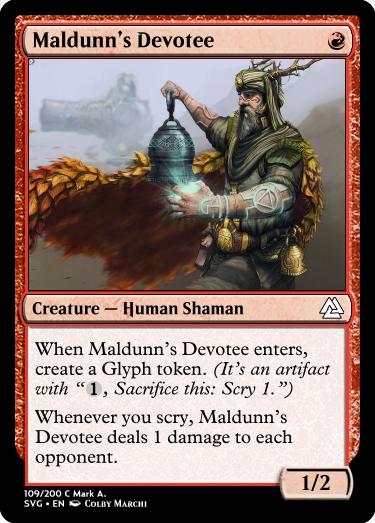 Maldunn's Devotee
Creature — Human Shaman
When Maldunn's Devotee enters,
create a Glyph token. (It's an artifact
with "1, Sacrifice this: Scry 1.")
Whenever you scry, Maldunn's
Devotee deals 1 damage to each
opponent.
1/2
109/200 C Mark A.
SVG • EN Colby Marchi